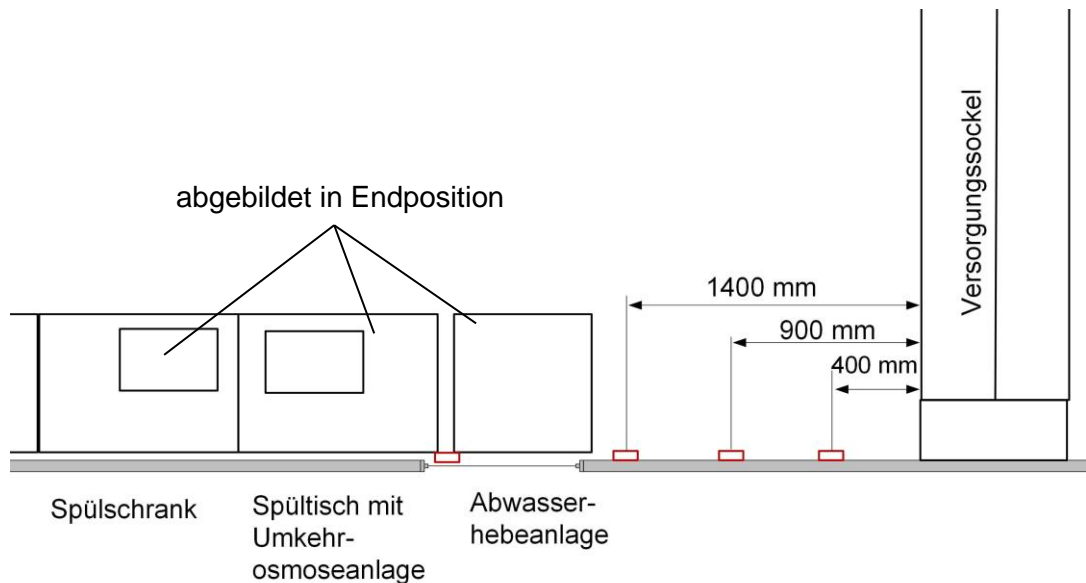 abgebildet in Endposition
Versorgungssockel
1400 mm
900 mm
400 mm
Spülschrank
Spültisch mit
Umkehr-
osmoseanlage
Abwasser-
hebeanlage